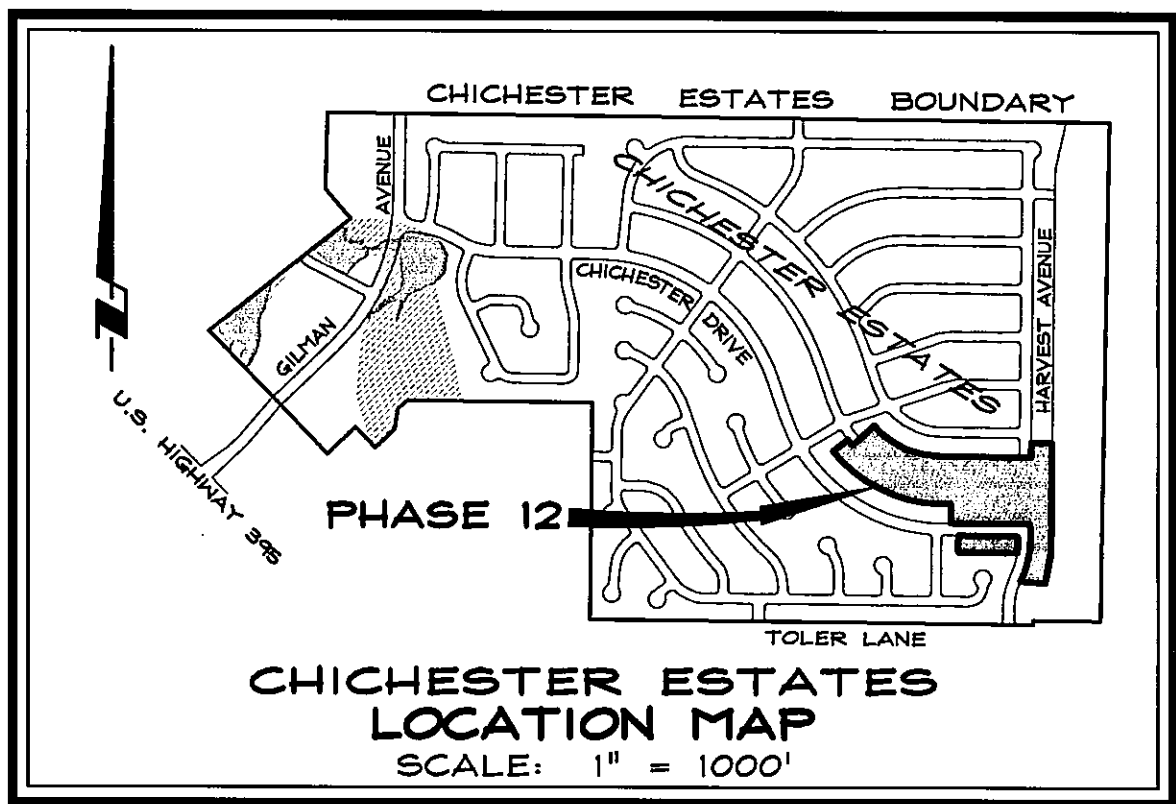 CHICHESTER ESTATES BOUNDARY
AVENUE
CHICHESTER ESTATES
CHICHESTER
DRIVE
HARVEST AVENUE
GILMAN
N
U.S. HIGHWAY 395
PHASE 12
TOLER LANE
CHICHESTER ESTATES
LOCATION MAP
SCALE: 1" = 1000'